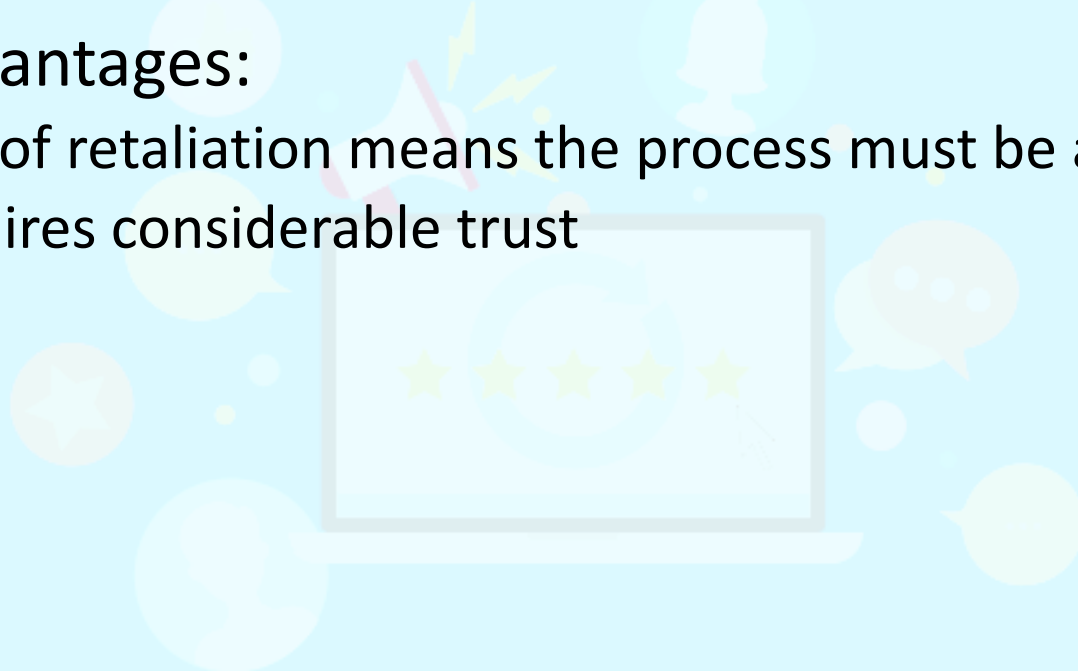 antages:
of retaliation means the process must be a
ires considerable trust